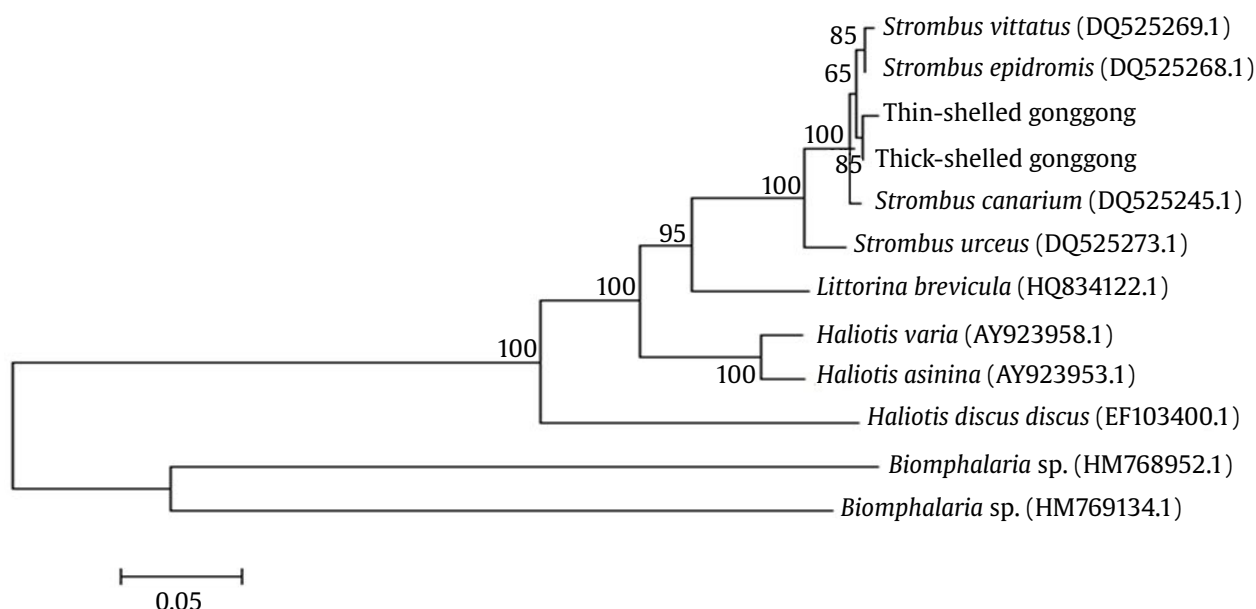 85
Strombus vittatus (DQ525269.1)
65
Strombus epidromis (DQ525268.1)
Thin-shelled gonggong
100
85
Thick-shelled gonggong
100
Strombus canarium (DQ525245.1)
95
Strombus urceus (DQ525273.1)
100
Littorina brevicula (HQ834122.1)
100
Haliotis varia (AY923958.1)
100
Haliotis asinina (AY923953.1)
Haliotis discus discus (EF103400.1)
Biomphalaria sp. (HM768952.1)
Biomphalaria sp. (HM769134.1)
0.05